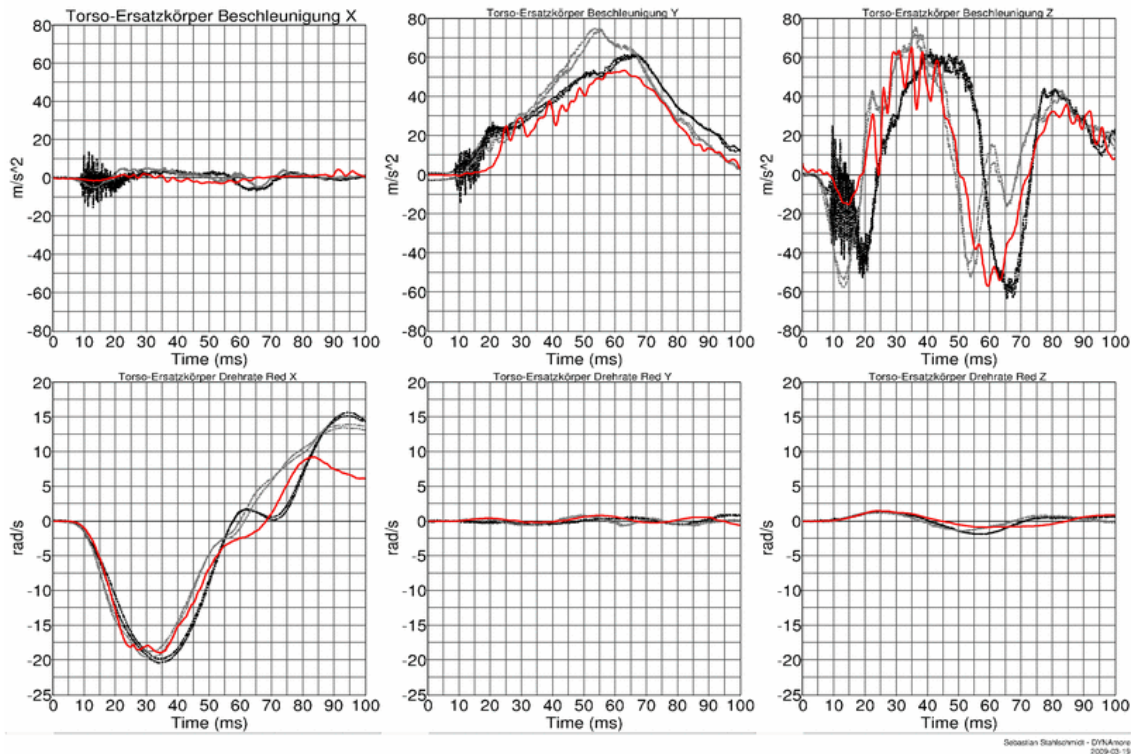 Torso-Ersatzkörper Beschleunigung X
80
60
40
20
0
-20
-40
-60
-80
m/s^2
0 10 20 30 40 50 60 70 80 90 100
Time (ms)
Torso-Ersatzkörper Beschleunigung Y
80
60
40
20
0
-20
-40
-60
-80
m/s^2
0 10 20 30 40 50 60 70 80 90 100
Time (ms)
Torso-Ersatzkörper Beschleunigung Z
80
60
40
20
0
-20
-40
-60
-80
m/s^2
0 10 20 30 40 50 60 70 80 90 100
Time (ms)
Torso-Ersatzkörper Drehrate Red X
20
15
10
5
0
-5
-10
-15
-20
-25
rad/s
0 10 20 30 40 50 60 70 80 90 100
Time (ms)
Torso-Ersatzkörper Drehrate Red Y
20
15
10
5
0
-5
-10
-15
-20
-25
rad/s
0 10 20 30 40 50 60 70 80 90 100
Time (ms)
Torso-Ersatzkörper Drehrate Red Z
20
15
10
5
0
-5
-10
-15
-20
-25
rad/s
0 10 20 30 40 50 60 70 80 90 100
Time (ms)
Sebastian Stahlschmidt - DYNAmore
2009-03-19